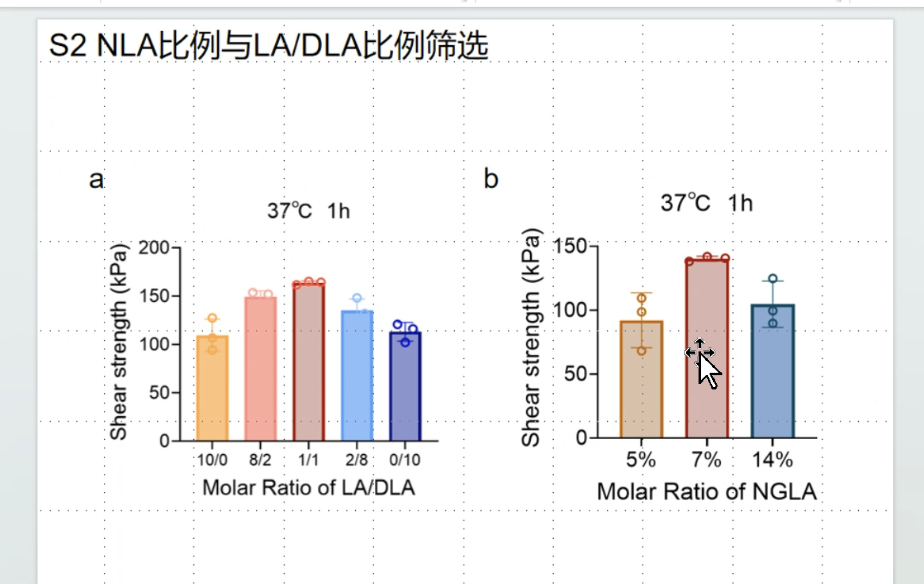 S2 NLA比例与LA/DLA比例筛选
a
37℃ 1h
Shear strength (kPa)
200
150
100
50
0
10/0 8/2 1/1 2/8 0/10
Molar Ratio of LA/DLA
b
37℃ 1h
Shear strength (kPa)
150
100
50
0
5% 7% 14%
Molar Ratio of NGLA